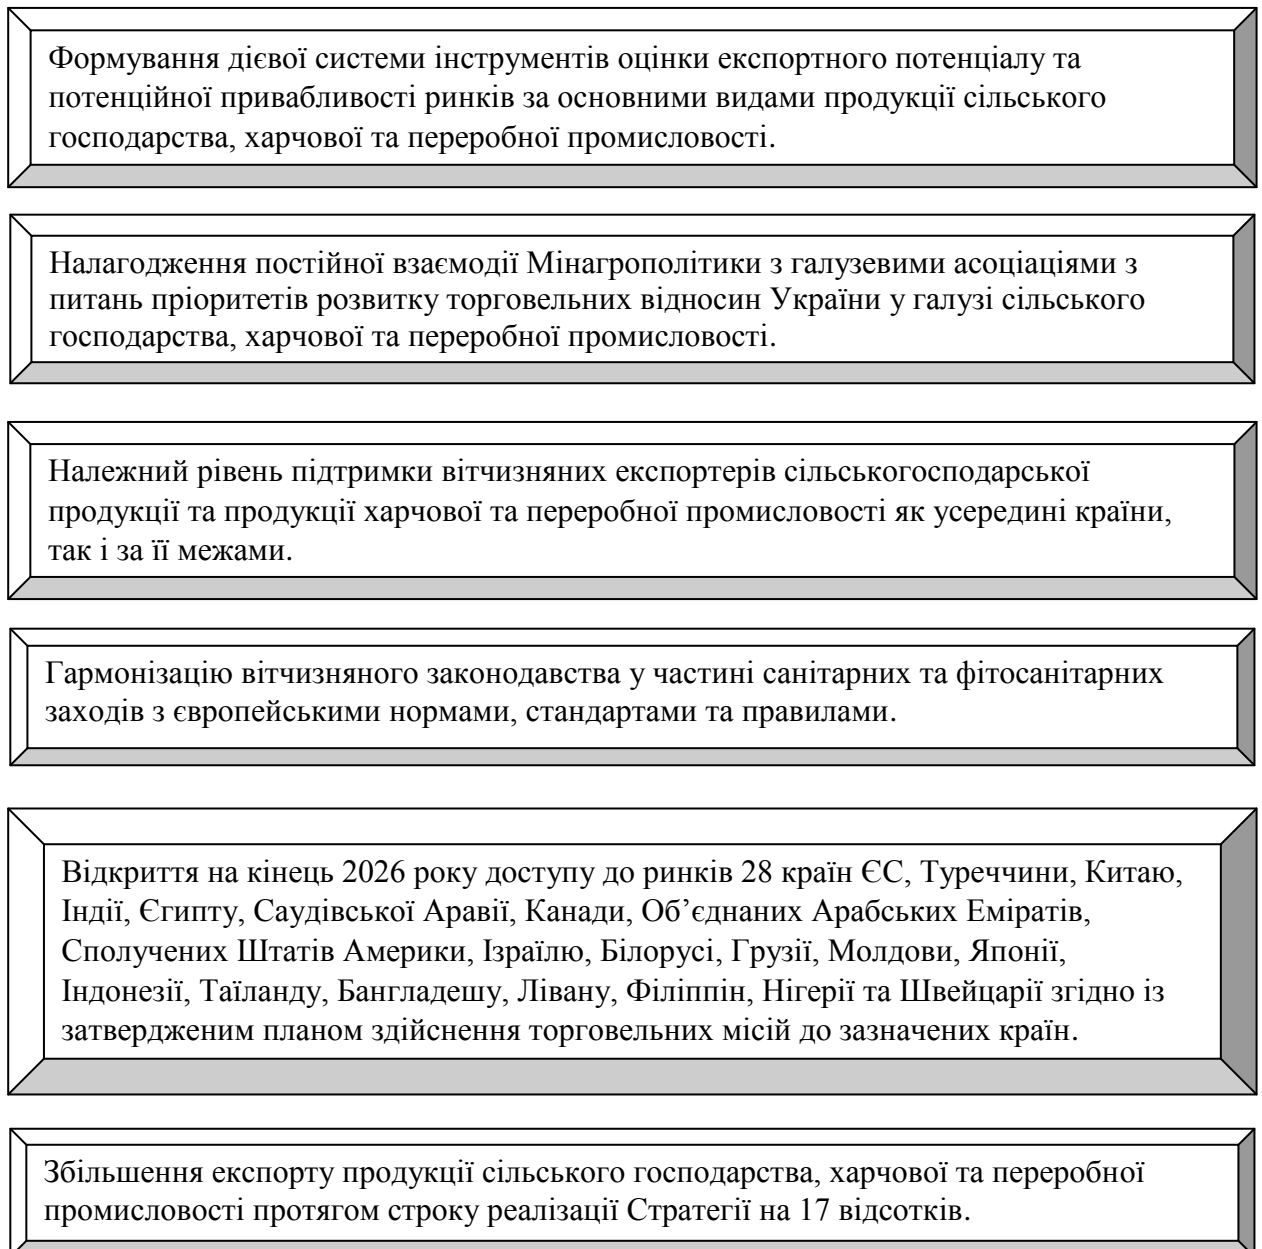 Формування дієвої системи інструментів оцінки експортного потенціалу та
потенційної привабливості ринків за основними видами продукції сільського
господарства, харчової та переробної промисловості.
Налагодження постійної взаємодії Мінагрополітики з галузевими асоціаціями з
питань пріоритетів розвитку торговельних відносин України у галузі сільського
господарства, харчової та переробної промисловості.
Належний рівень підтримки вітчизняних експортерів сільськогосподарської
продукції та продукції харчової та переробної промисловості як усередині країни,
так і за її межами.
Гармонізацію вітчизняного законодавства у частині санітарних та фітосанітарних
заходів з європейськими нормами, стандартами та правилами.
Відкриття на кінець 2026 року доступу до ринків 28 країн ЄС, Туреччини, Китаю,
Індії, Єгипту, Саудівської Аравії, Канади, Об’єднаних Арабських Еміратів,
Сполучених Штатів Америки, Ізраїлю, Білорусі, Грузії, Молдови, Японії,
Індонезії, Таїланду, Бангладешу, Лівану, Філіппін, Нігерії та Швейцарії згідно із
затвердженим планом здійснення торговельних місій до зазначених країн.
Збільшення експорту продукції сільського господарства, харчової та переробної
промисловості протягом строку реалізації Стратегії на 17 відсотків.